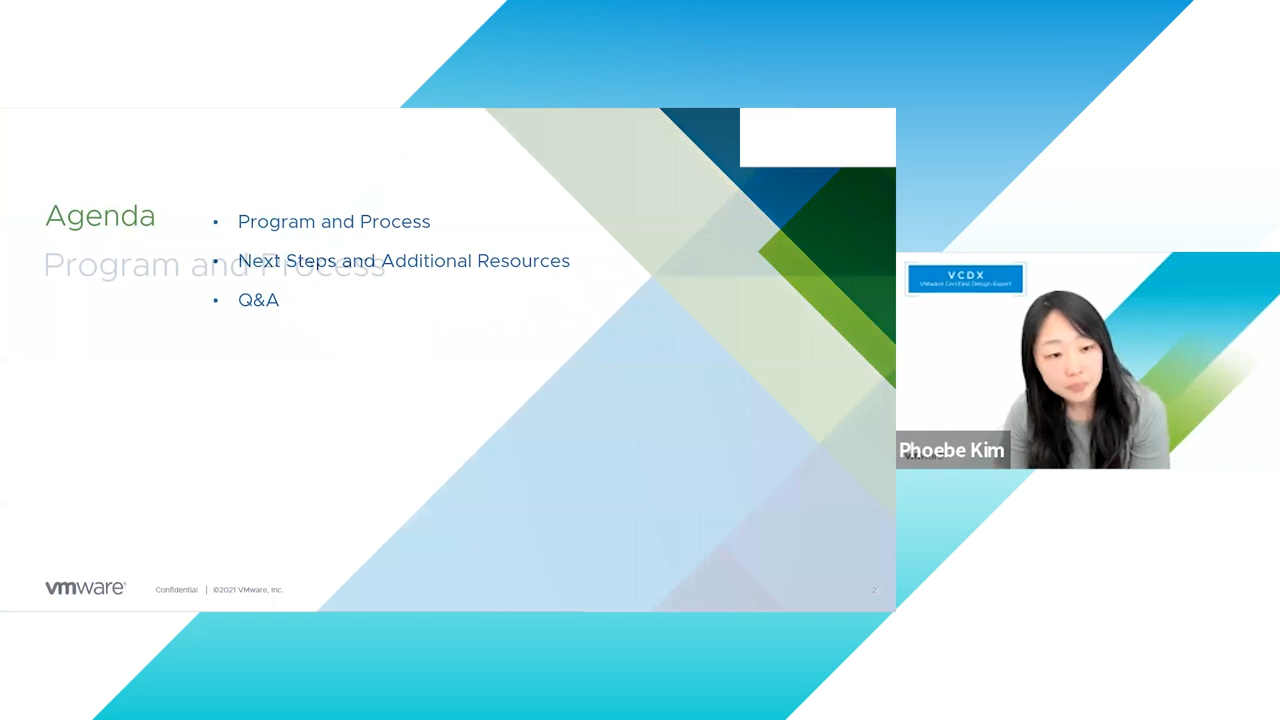 Agenda
Program and Process
• Program and Process
• Next Steps and Additional Resources
• Q&A
vmware®
Confidential | ©2021 VMware, Inc.
2
VCDX
VMware Certified Design Expert
Phoebe Kim